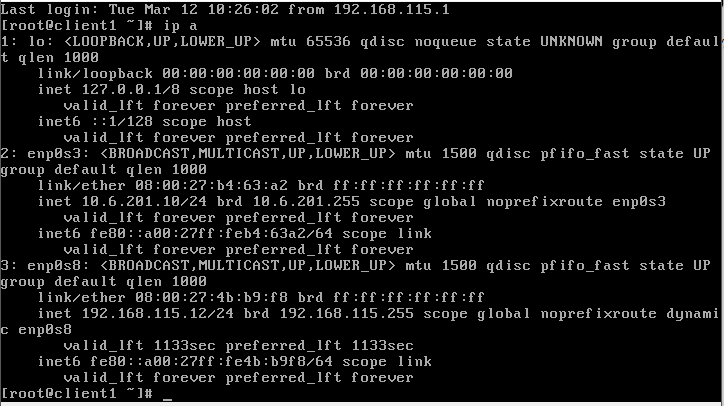 Last login: Tue Mar 12 10:26:02 from 192.168.115.1
[root@client1 ~]# ip a
1: lo: <LOOPBACK,UP,LOWER_UP> mtu 65536 qdisc noqueue state UNKNOWN group defaul
t qlen 1000
    link/loopback 00:00:00:00:00:00 brd 00:00:00:00:00:00
    inet 127.0.0.1/8 scope host lo
       valid_lft forever preferred_lft forever
    inet6 ::1/128 scope host
       valid_lft forever preferred_lft forever
2: enp0s3: <BROADCAST,MULTICAST,UP,LOWER_UP> mtu 1500 qdisc pfifo_fast state UP
group default qlen 1000
    link/ether 08:00:27:b4:63:a2 brd ff:ff:ff:ff:ff:ff
    inet 10.6.201.10/24 brd 10.6.201.255 scope global noprefixroute enp0s3
       valid_lft forever preferred_lft forever
    inet6 fe80::a00:27ff:feb4:63a2/64 scope link
       valid_lft forever preferred_lft forever
3: enp0s8: <BROADCAST,MULTICAST,UP,LOWER_UP> mtu 1500 qdisc pfifo_fast state UP
group default qlen 1000
    link/ether 08:00:27:4b:b9:f8 brd ff:ff:ff:ff:ff:ff
    inet 192.168.115.12/24 brd 192.168.115.255 scope global noprefixroute dynami
c enp0s8
       valid_lft 1133sec preferred_lft 1133sec
    inet6 fe80::a00:27ff:fe4b:b9f8/64 scope link
       valid_lft forever preferred_lft forever
[root@client1 ~]# _